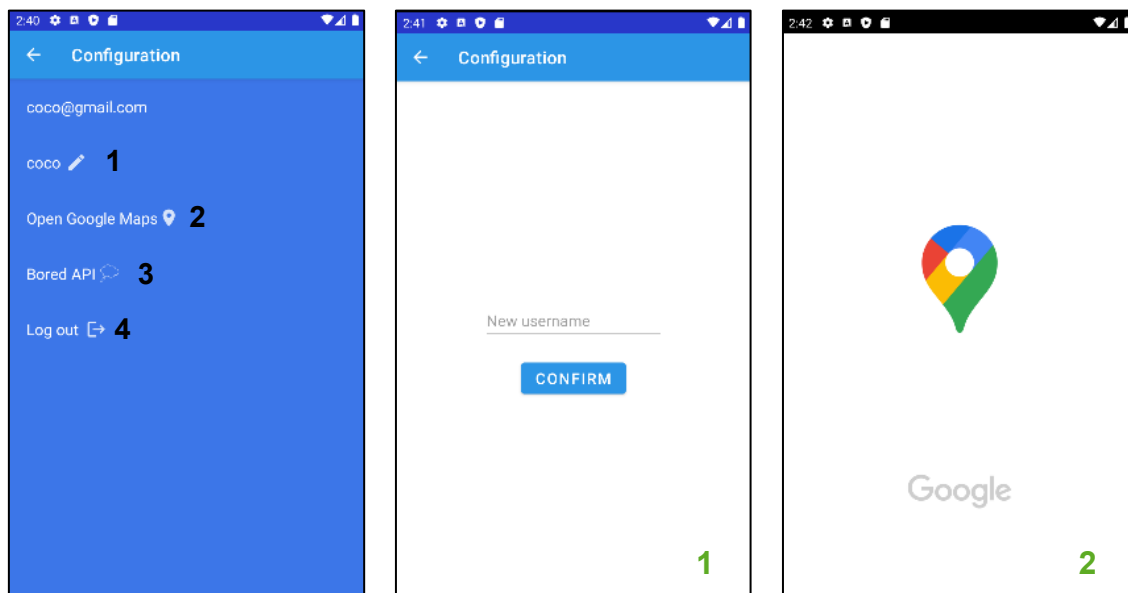 2:40
Configuration
coco@gmail.com
coco 1
Open Google Maps 2
Bored API 3
Log out 4
2:41
Configuration
New username
CONFIRM
1
2:42
Google
2